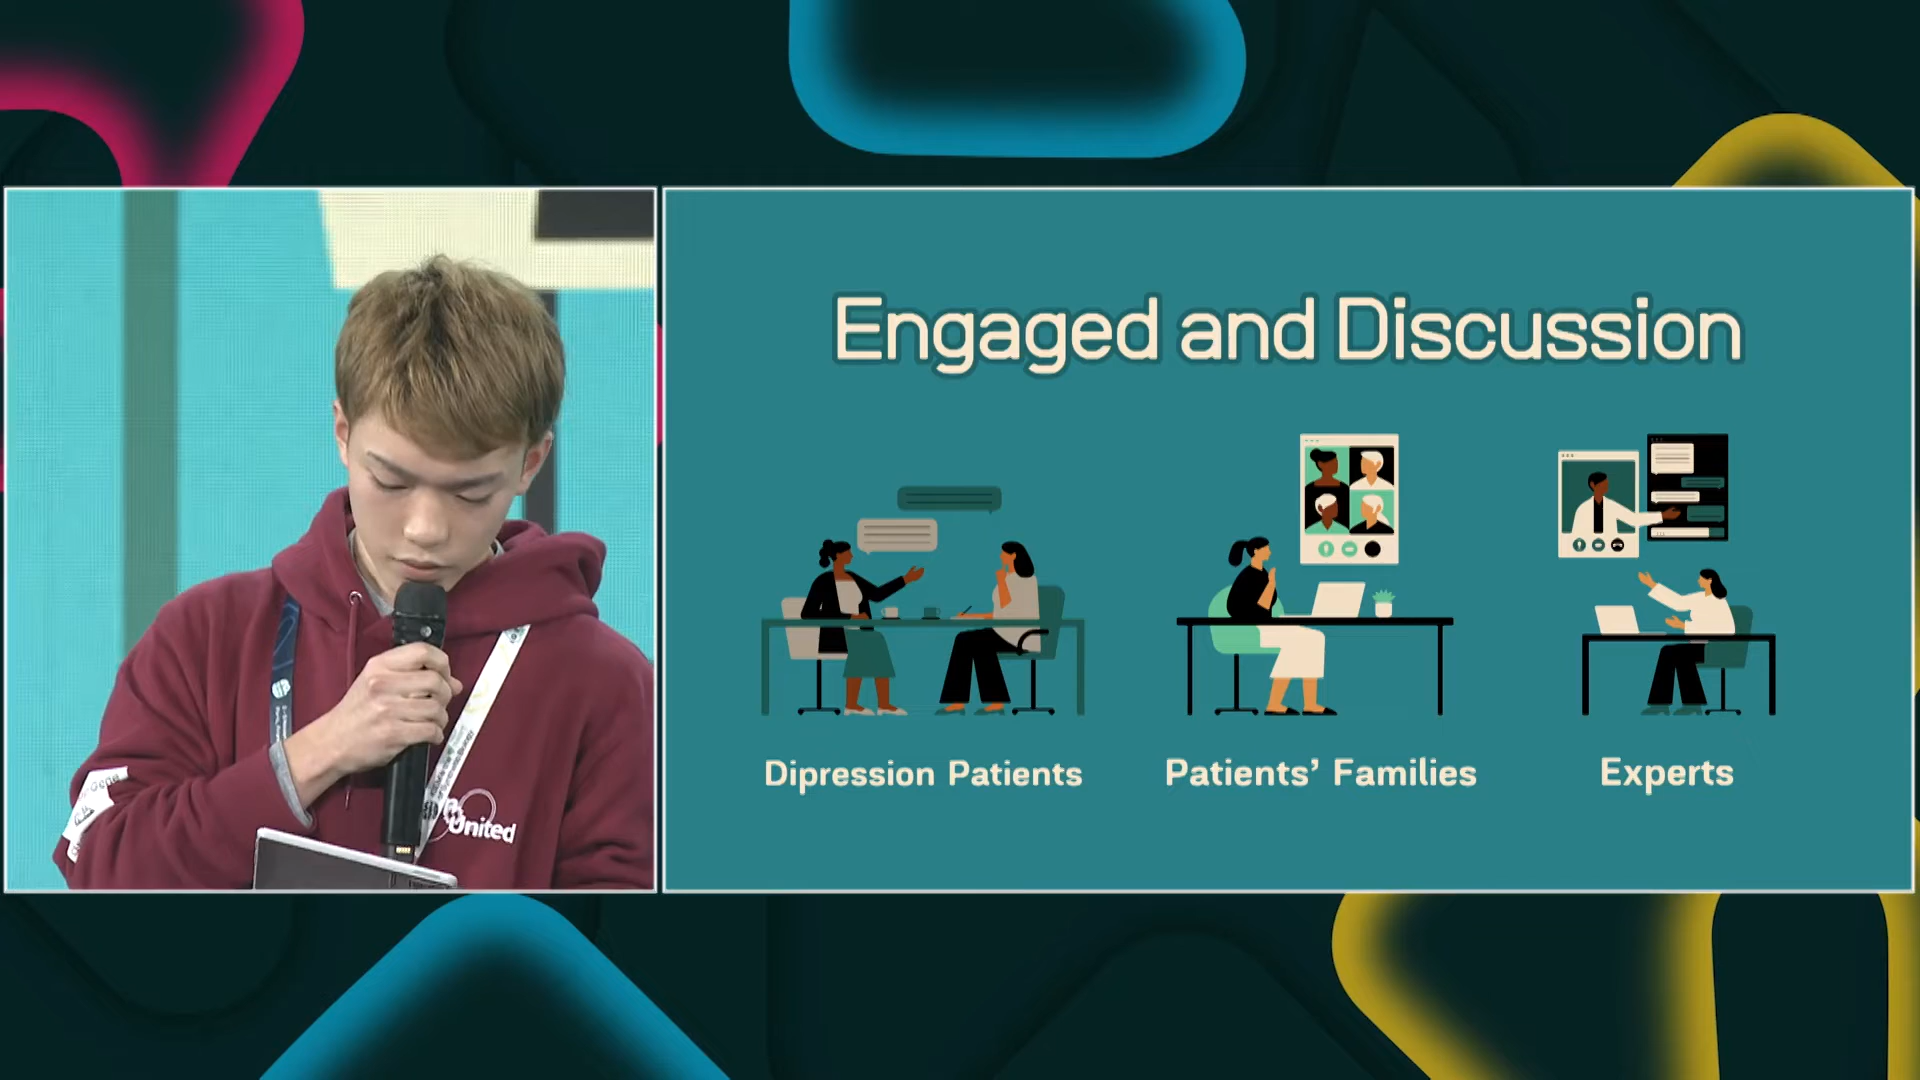 Engaged and Discussion
Dipression Patients
Patients’ Families
Experts
United